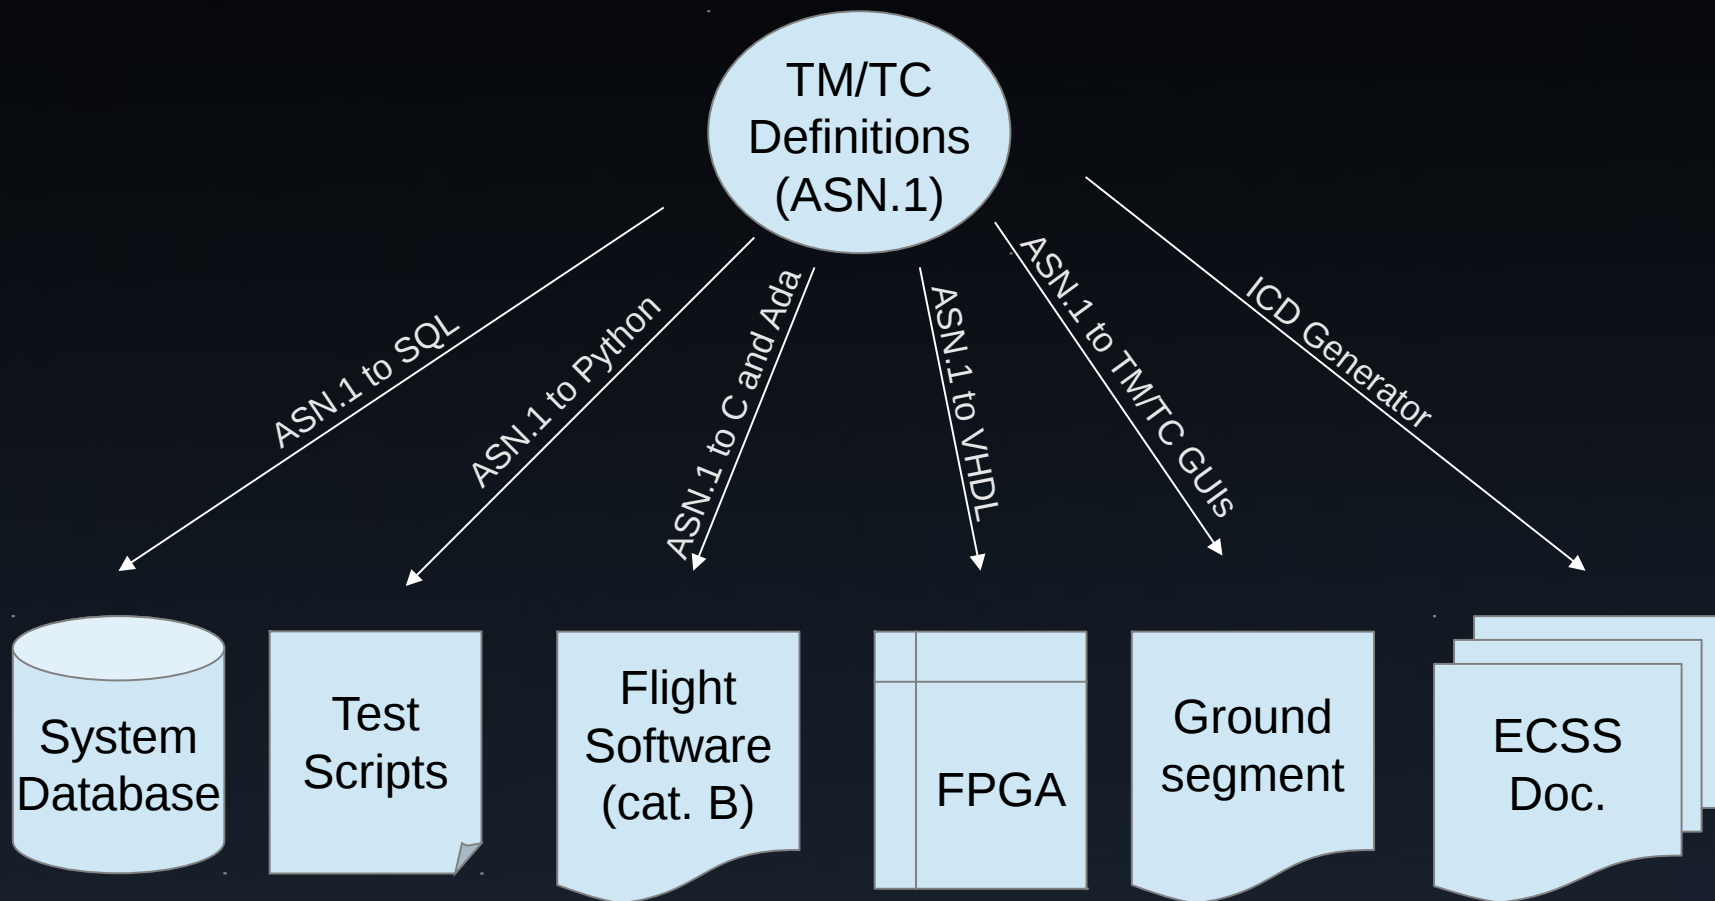 TM/TC
Definitions
(ASN.1)
ASN.1 to SQL
ASN.1 to Python
ASN.1 to C and Ada
ASN.1 to VHDL
ASN.1 to TM/TC GUIs
ICD Generator
System
Database
Test
Scripts
Flight
Software
(cat. B)
FPGA
Ground
segment
ECSS
Doc.